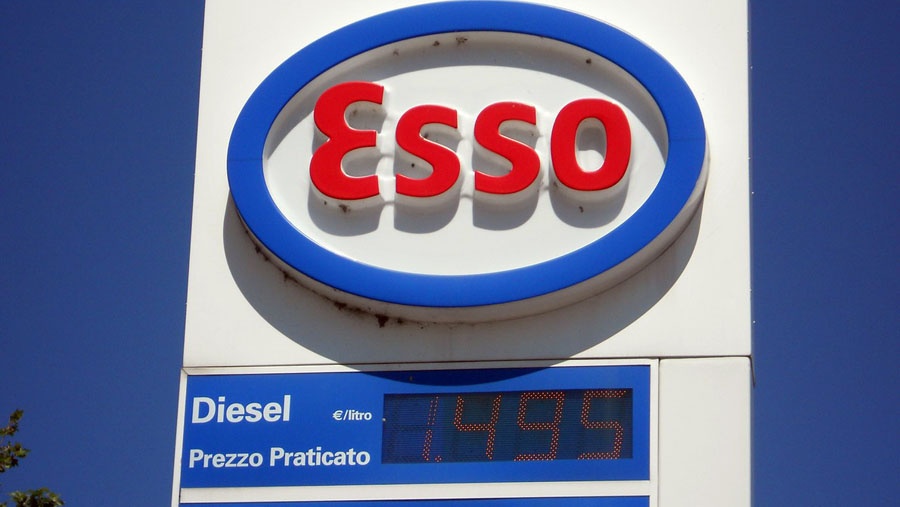 Esso
Diesel €/litro 1.495
Prezzo Praticato